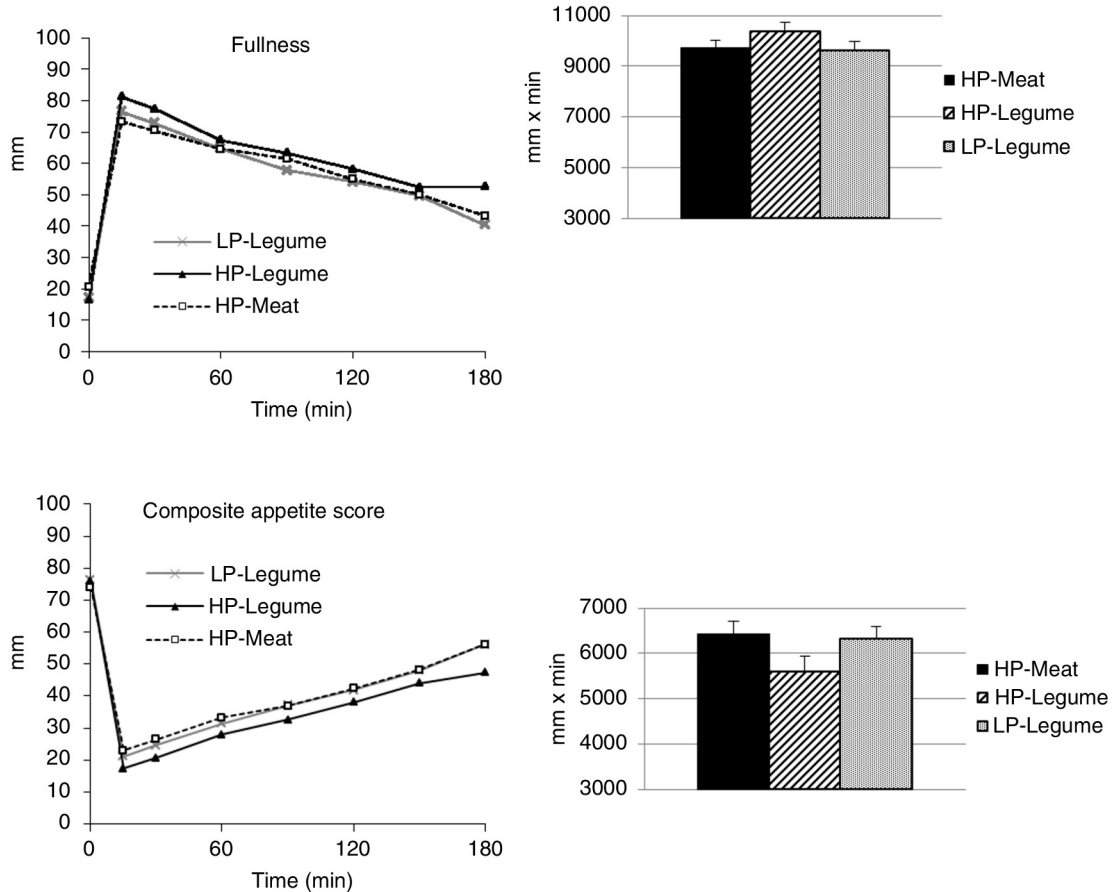 Fullness
100
90
80
70
60
50
40
30
20
10
0
mm
LP-Legume
HP-Legume
HP-Meat
0 60 120 180
Time (min)
11000
9000
7000
5000
3000
mm x min
HP-Meat
HP-Legume
LP-Legume
Composite appetite score
100
90
80
70
60
50
40
30
20
10
0
mm
LP-Legume
HP-Legume
HP-Meat
0 60 120 180
Time (min)
7000
6000
5000
4000
3000
mm x min
HP-Meat
HP-Legume
LP-Legume